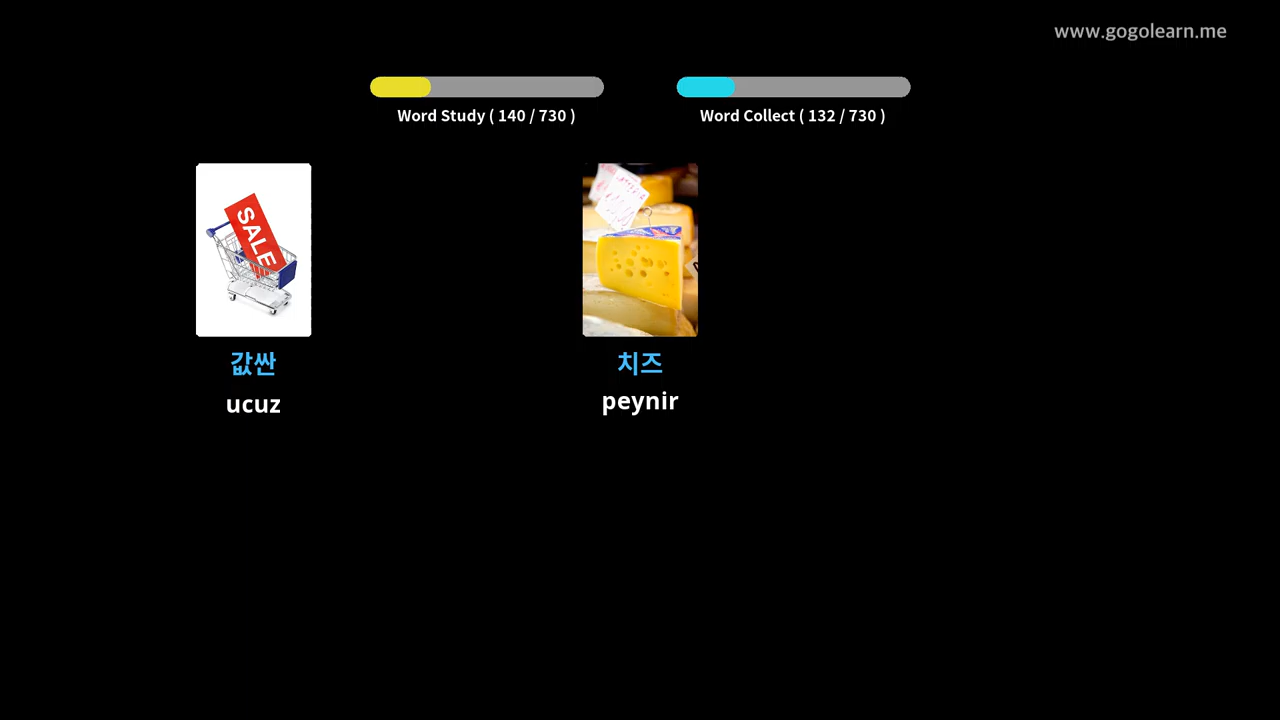 www.gogolearn.me
Word Study ( 140 / 730 )
Word Collect ( 132 / 730 )
SALE
값싼
치즈
ucuz
peynir